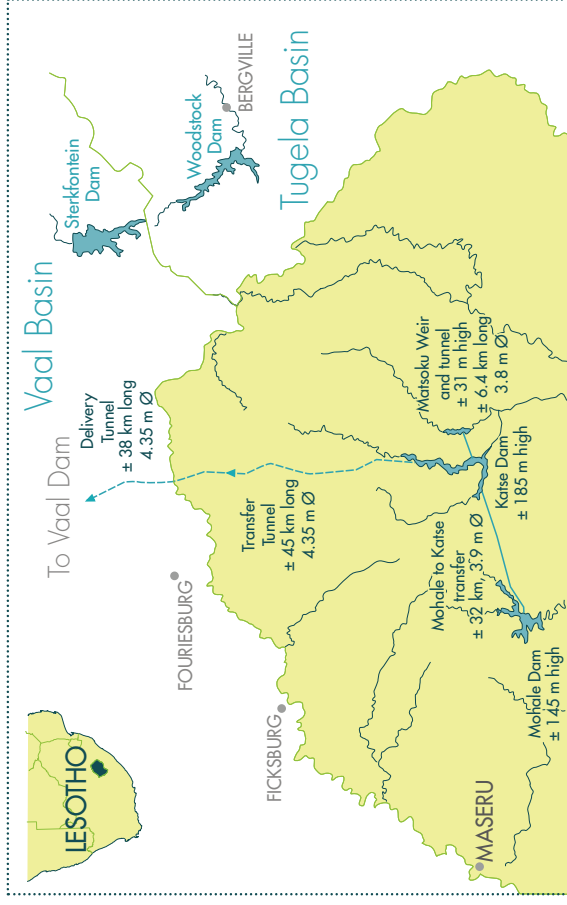 LESOTHO
To Vaal Dam
Vaal Basin
Sterkfontein
Dam
Woodstock
Dam
BERGVILLE
Tugela Basin
Delivery
Tunnel
± 38 km long
4.35 m Ø
FOURIESBURG
Transfer
Tunnel
± 45 km long
4.35 m Ø
FICKSBURG
Matsoku Weir
and tunnel
± 31 m high
± 6.4 km long
3.8 m Ø
Mohale to Katse
transfer
± 32 km, 3.9 m Ø
Katse Dam
± 185 m high
MASERU
Mohale Dam
± 145 m high